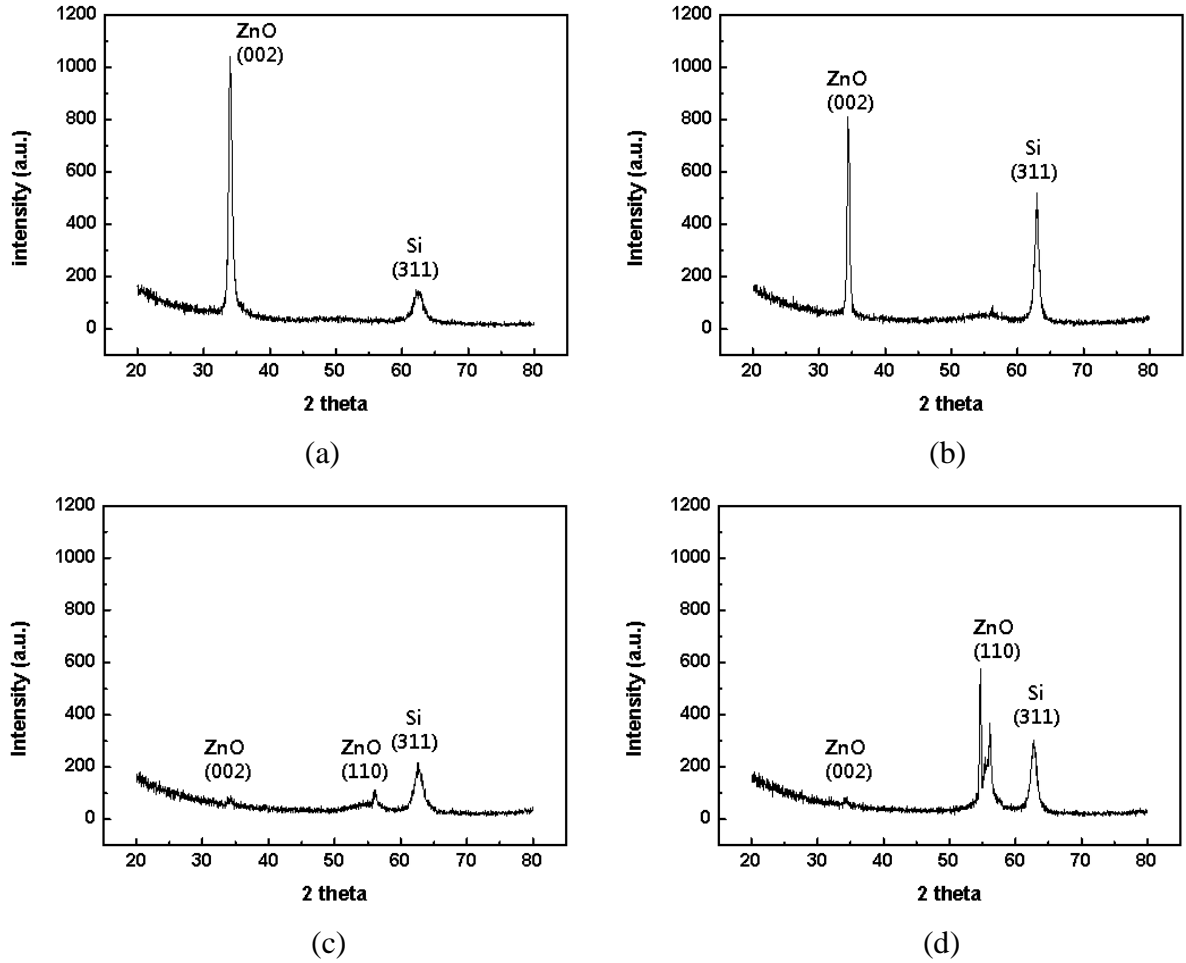 1200
1000
800
600
400
200
0
intensity (a.u.)
ZnO
(002)
Si
(311)
20 30 40 50 60 70 80
2 theta
(a)
1200
1000
800
600
400
200
0
Intensity (a.u.)
ZnO
(002)
Si
(311)
20 30 40 50 60 70 80
2 theta
(b)
1200
1000
800
600
400
200
0
Intensity (a.u.)
ZnO
(002)
ZnO
(110)
Si
(311)
20 30 40 50 60 70 80
2 theta
(c)
1200
1000
800
600
400
200
0
Intensity (a.u.)
ZnO
(002)
ZnO
(110)
Si
(311)
20 30 40 50 60 70 80
2 theta
(d)